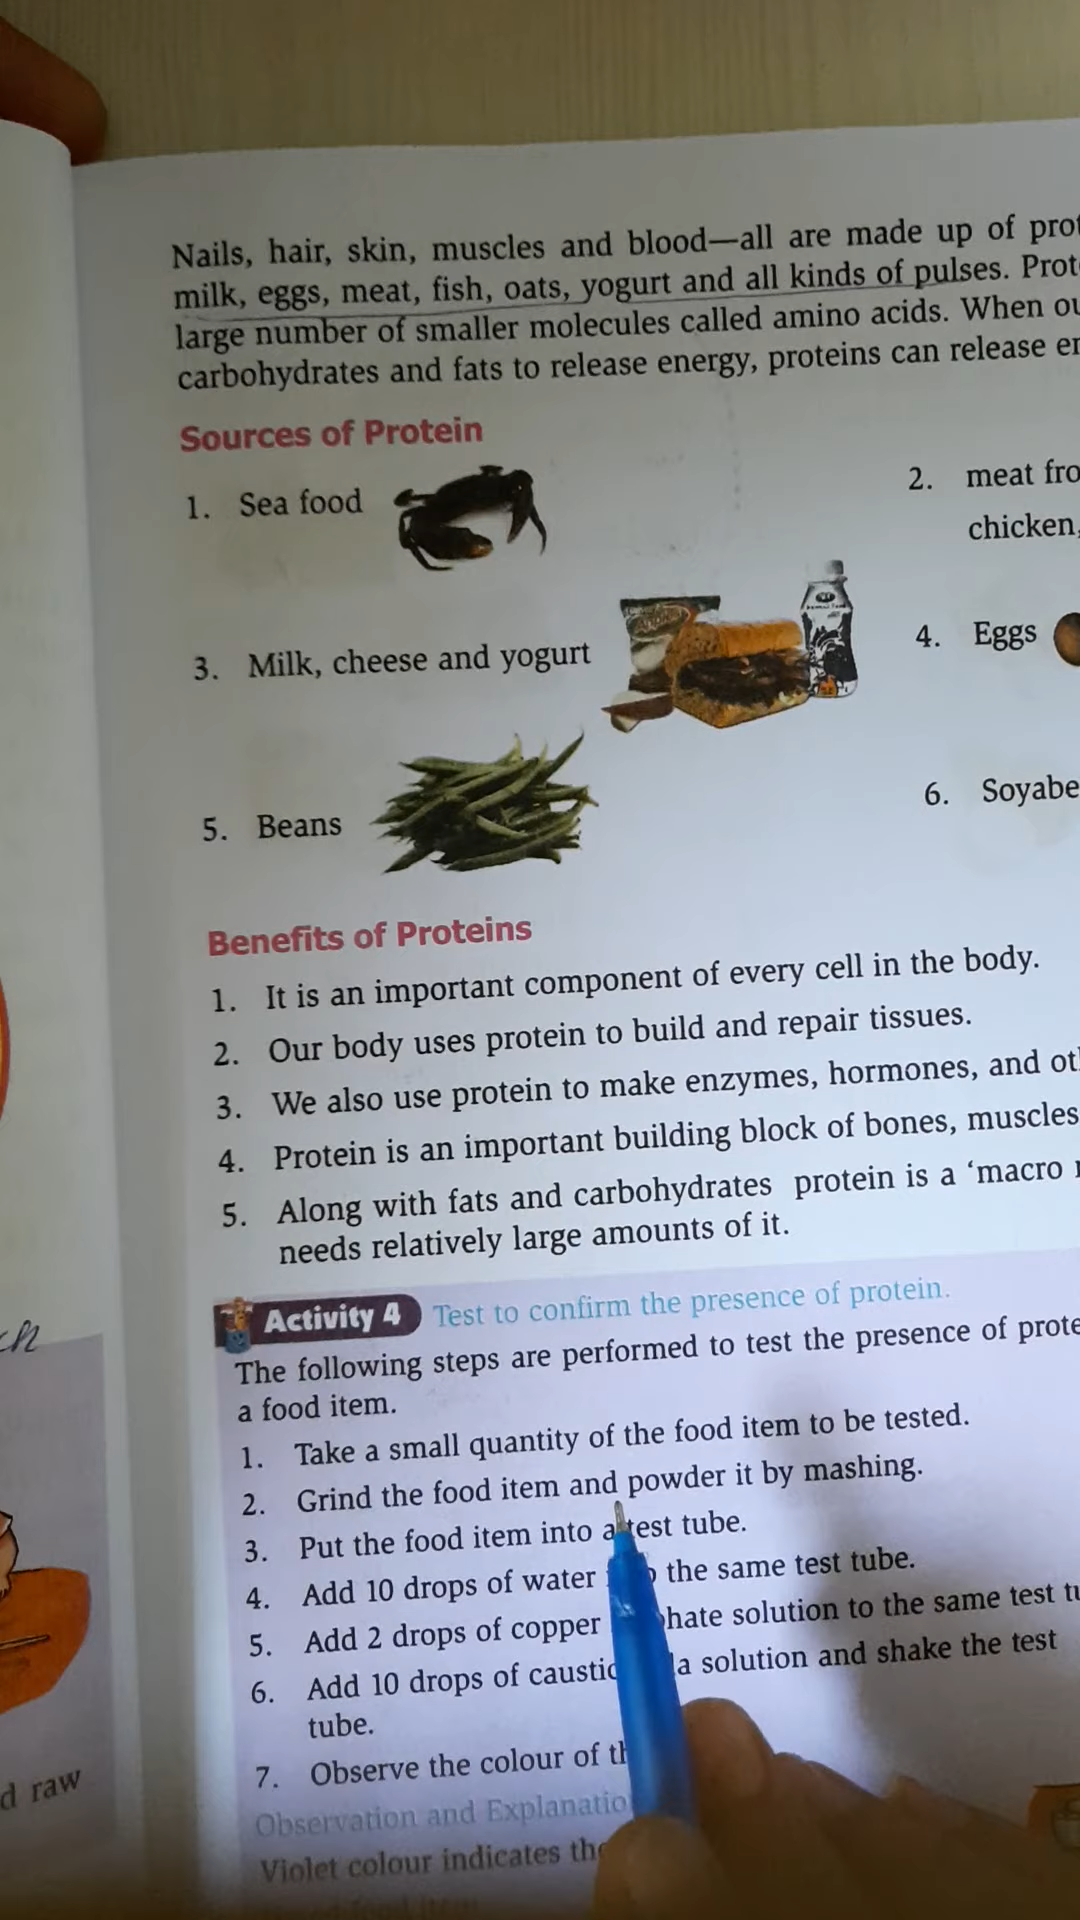 Nails, hair, skin, muscles and blood—all are made up of
milk, eggs, meat, fish, oats, yogurt and all kinds of pulses.
large number of smaller molecules called amino acids. When
carbohydrates and fats to release energy, proteins can release
Sources of Protein
1. Sea food
2. meat
chicken,
3. Milk, cheese and yogurt
4. Eggs
5. Beans
6.
Benefits of Proteins
1. It is an important component of every cell in the body.
2. Our body uses protein to build and repair tissues.
3. We also use protein to make enzymes, hormones, and
4. Protein is an important building block of bones, muscles
5. Along with fats and carbohydrates protein is a ‘macro
needs relatively large amounts of it.
Activity 4 Test to confirm the presence of protein.
The following steps are performed to test the presence of
a food item.
1. Take a small quantity of the food item to be tested.
2. Grind the food item and powder it by mashing.
3. Put the food item into a test tube.
4. Add 10 drops of water the same test tube.
5. Add 2 drops of copper hate solution to the same test
6. Add 10 drops of caustic a solution and shake the test
tube.
7. Observe the colour of
Observation and
Violet colour indicates
d raw